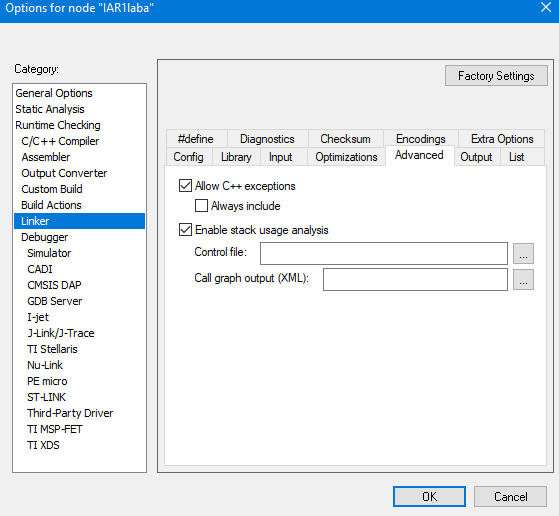 Options for node "IAR1laba"
Category:
General Options
Static Analysis
Runtime Checking
C/C++ Compiler
Assembler
Output Converter
Custom Build
Build Actions
Linker
Debugger
Simulator
CADI
CMSIS DAP
GDB Server
I-jet
J-Link/J-Trace
TI Stellaris
Nu-Link
PE micro
ST-LINK
Third-Party Driver
TI MSP-FET
TI XDS
Factory Settings
#define Diagnostics Checksum Encodings Extra Options
Config Library Input Optimizations Advanced Output List
Allow C++ exceptions
Always include
Enable stack usage analysis
Control file: ...
Call graph output (XML): ...
OK Cancel